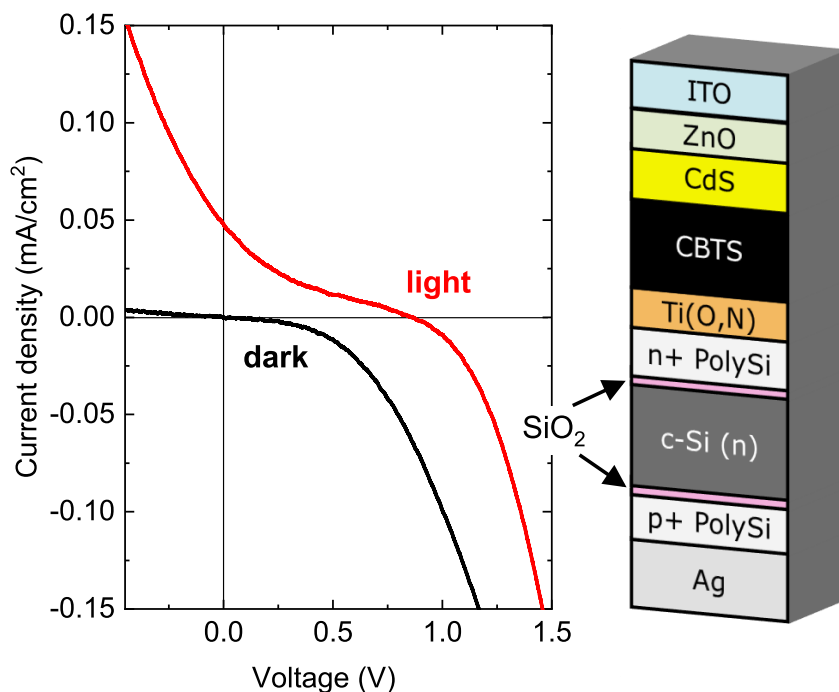 0.15
0.10
0.05
0.00
-0.05
-0.10
-0.15
Current density (mA/cm²)
0.0
0.5
1.0
1.5
Voltage (V)
light
dark
SiO₂
ITO
ZnO
CdS
CBTS
Ti(O,N)
n+ PolySi
c-Si (n)
p+ PolySi
Ag